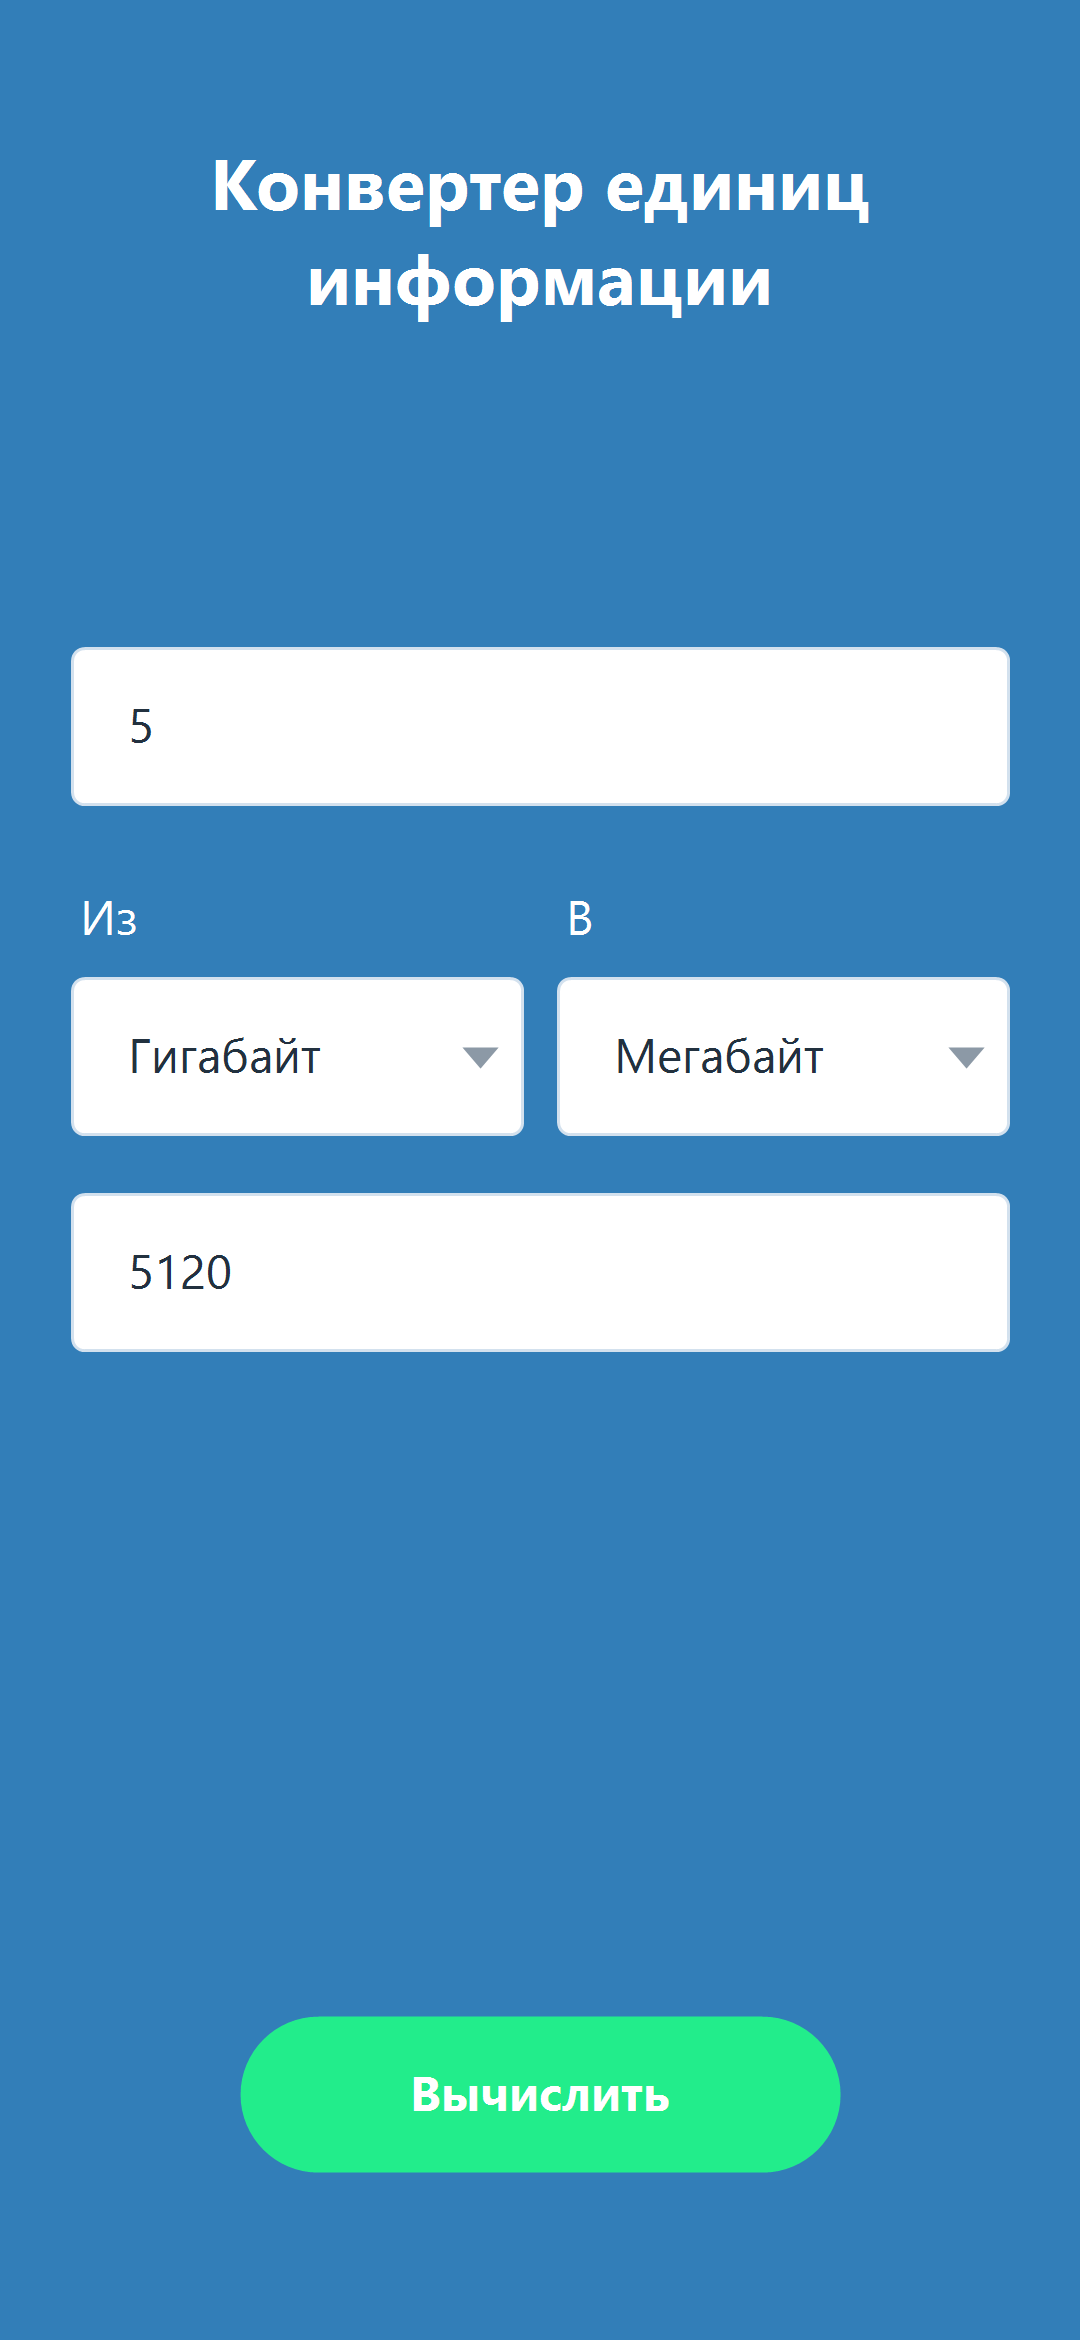 Конвертер единиц
информации
5
Из В
Гигабайт Мегабайт
5120
Вычислить